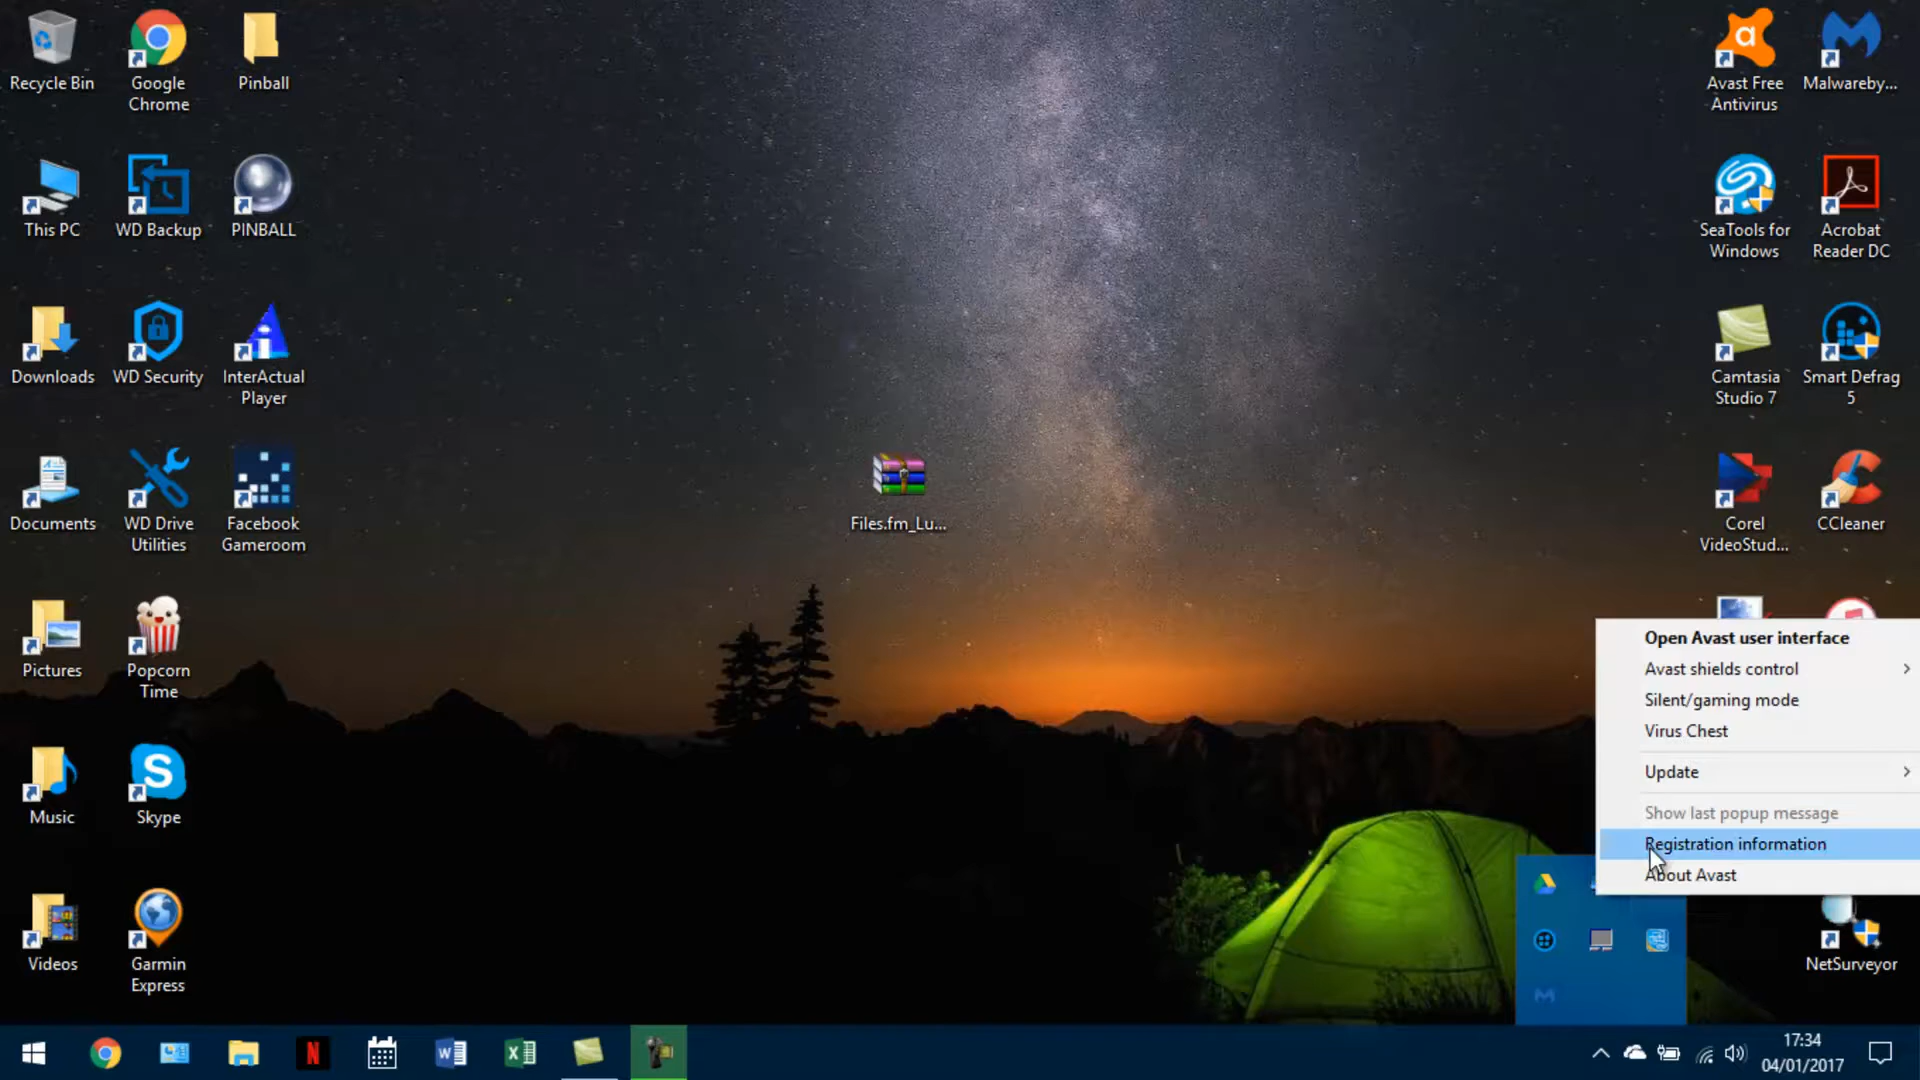 Recycle Bin
Google
Chrome
Pinball
Avast Free
Antivirus
Malwareby...
This PC
WD Backup
PINBALL
SeaTools for
Windows
Acrobat
Reader DC
Downloads
WD Security
InterActual
Player
Camtasia
Studio 7
Smart Defrag
5
Documents
WD Drive
Utilities
Facebook
Gameroom
Files.fm_Lu...
Corel
VideoStud...
CCleaner
Pictures
Popcorn
Time
Open Avast user interface
Avast shields control
Silent/gaming mode
Virus Chest
Update
Show last popup message
Registration information
About Avast
Music
Skype
Videos
Garmin
Express
NetSurveyor
17:34
04/01/2017